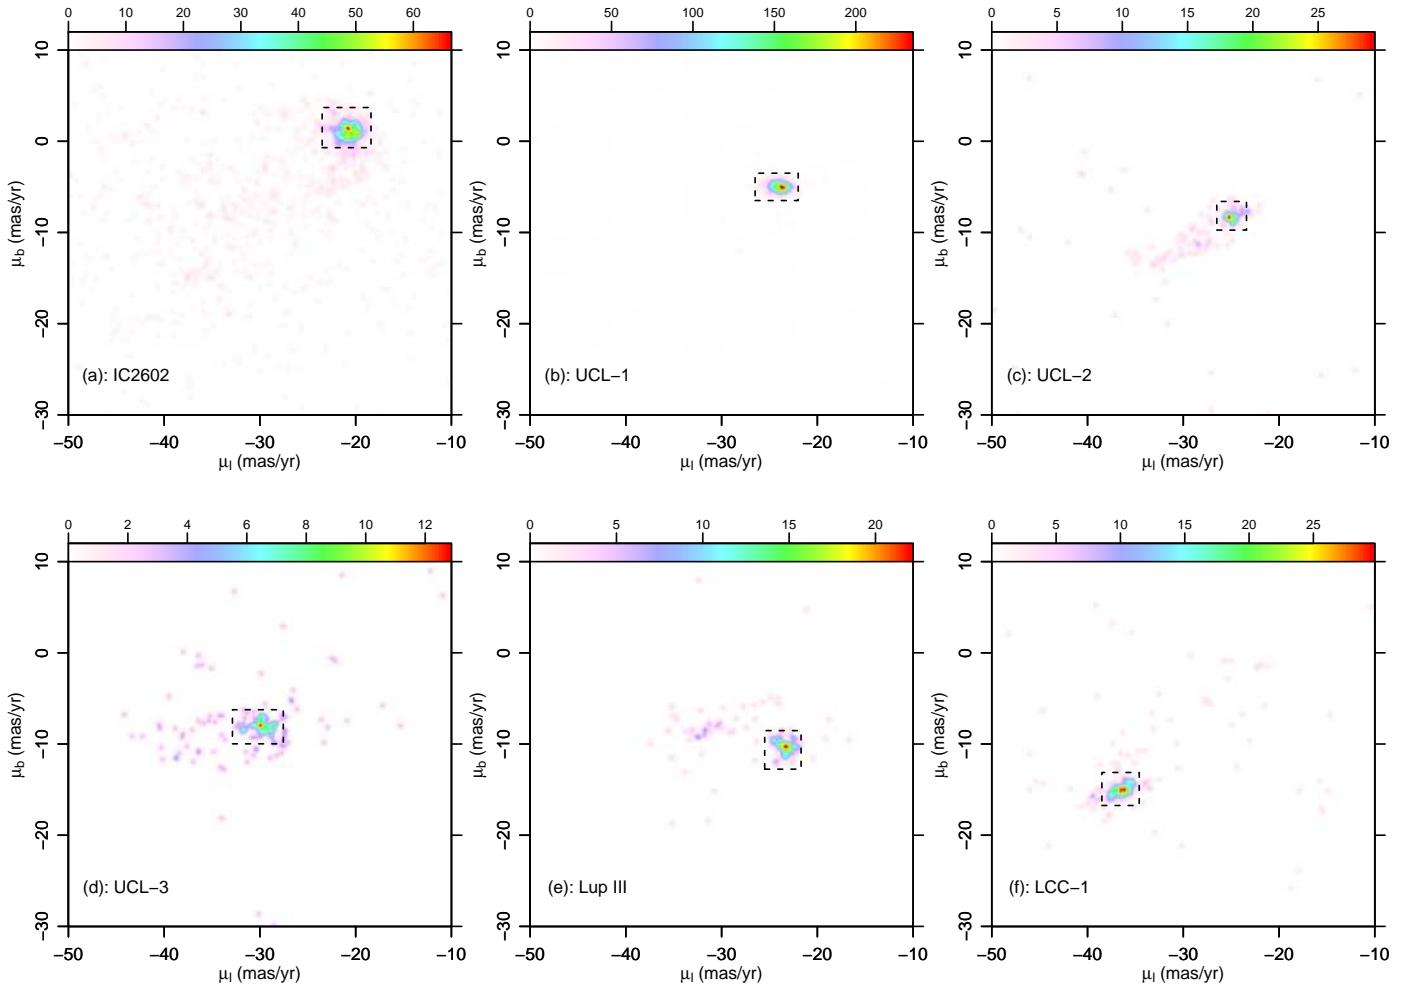 0 10 20 30 40 50 60
10
0
−10
−20
−30
μb (mas/yr)
(a): IC2602
−50 −40 −30 −20 −10
μl (mas/yr)
0 50 100 150 200
10
0
−10
−20
−30
μb (mas/yr)
(b): UCL−1
−50 −40 −30 −20 −10
μl (mas/yr)
0 5 10 15 20 25
10
0
−10
−20
−30
μb (mas/yr)
(c): UCL−2
−50 −40 −30 −20 −10
μl (mas/yr)
0 2 4 6 8 10 12
10
0
−10
−20
−30
μb (mas/yr)
(d): UCL−3
−50 −40 −30 −20 −10
μl (mas/yr)
0 5 10 15 20
10
0
−10
−20
−30
μb (mas/yr)
(e): Lup III
−50 −40 −30 −20 −10
μl (mas/yr)
0 5 10 15 20 25
10
0
−10
−20
−30
μb (mas/yr)
(f): LCC−1
−50 −40 −30 −20 −10
μl (mas/yr)